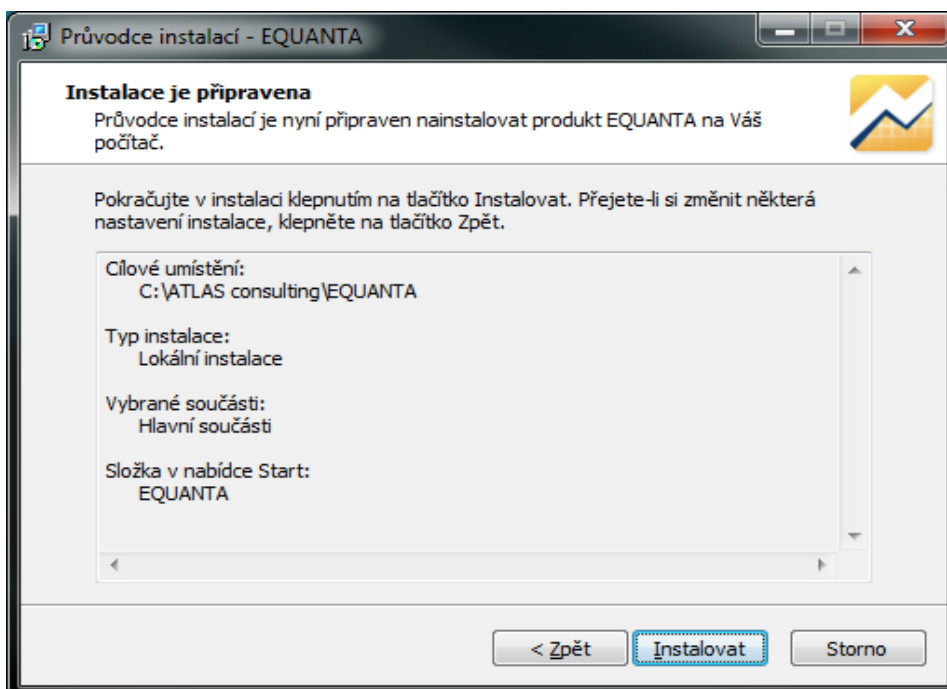 Průvodce instalací - EQUANTA
Instalace je připravena
Průvodce instalací je nyní připraven nainstalovat produkt EQUANTA na Váš
počítač.
Pokračujte v instalaci klepnutím na tlačítko Instalovat. Přejete-li si změnit některá
nastavení instalace, klepněte na tlačítko Zpět.
Cílové umístění:
C:\ATLAS consulting\EQUANTA
Typ instalace:
Lokální instalace
Vybrané součásti:
Hlavní součásti
Složka v nabídce Start:
EQUANTA
< Zpět Instalovat Storno